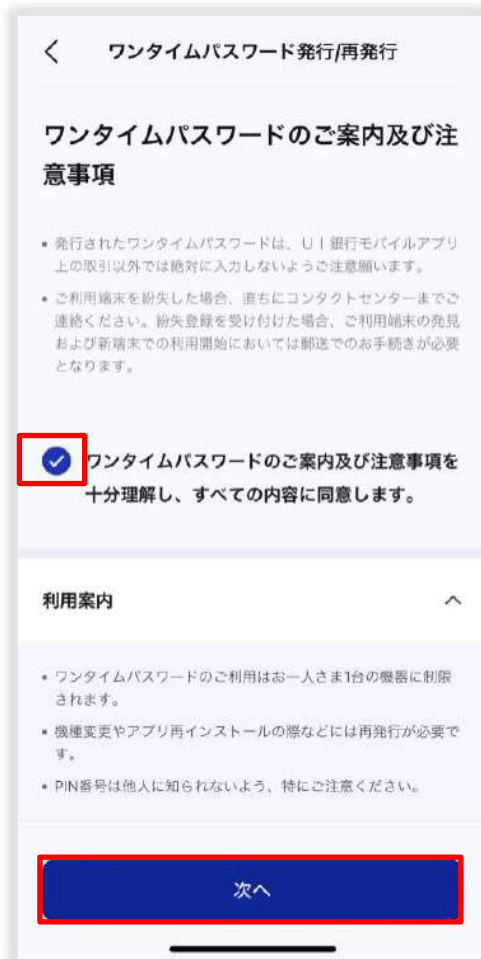 ワンタイムパスワード発行/再発行
ワンタイムパスワードのご案内及び注
意事項
• 発行されたワンタイムパスワードは、UI銀行モバイルアプリ
上の取引以外では絶対に入力しないようご注意願います。
• ご利用端末を紛失した場合、直ちにコンタクトセンターまでご
連絡ください。紛失登録を受け付けた場合、ご利用端末の発見
および新端末での利用開始においては郵送でのお手続きが必要
となります。
ワンタイムパスワードのご案内及び注意事項を
十分理解し、すべての内容に同意します。
利用案内
• ワンタイムパスワードのご利用はお一人さま1台の機器に制限
されます。
• 機種変更やアプリ再インストールの際などには再発行が必要で
す。
• PIN番号は他人に知られないよう、特にご注意ください。
次へ